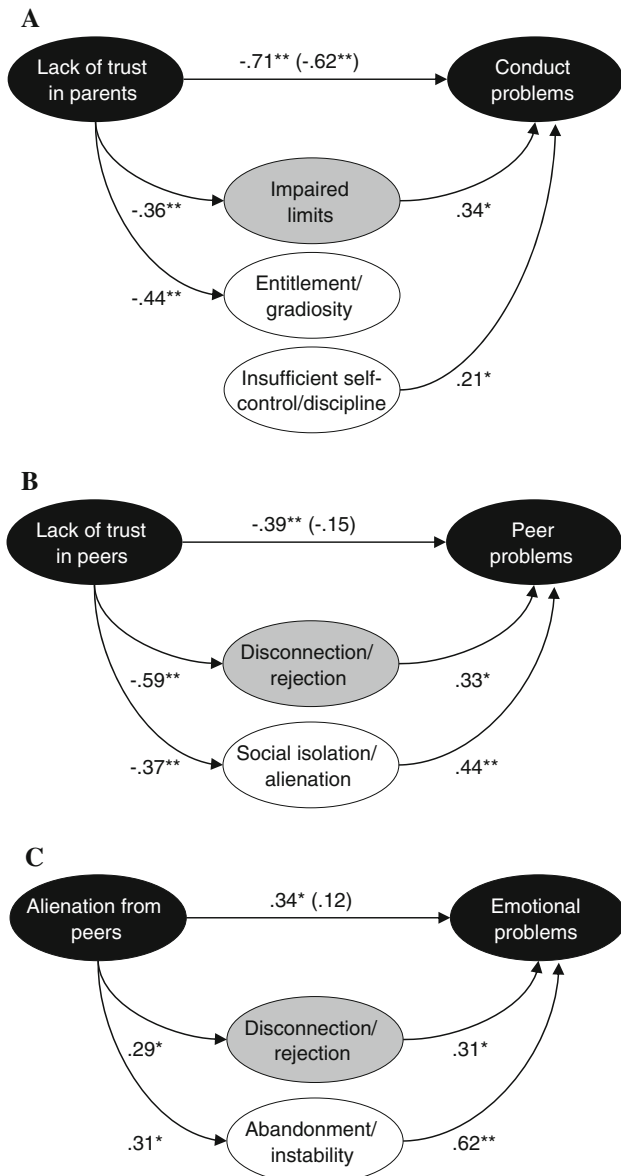 A
Lack of trust
in parents
-.71** (-.62**)
Conduct
problems
Impaired
limits
-.36**
.34*
Entitlement/
gradiosity
-.44**
Insufficient self-
control/discipline
.21*
B
Lack of trust
in peers
-.39** (-.15)
Peer
problems
Disconnection/
rejection
-.59**
.33*
Social isolation/
alienation
-.37**
.44**
C
Alienation from
peers
.34* (.12)
Emotional
problems
Disconnection/
rejection
.29*
.31*
Abandonment/
instability
.31*
.62**